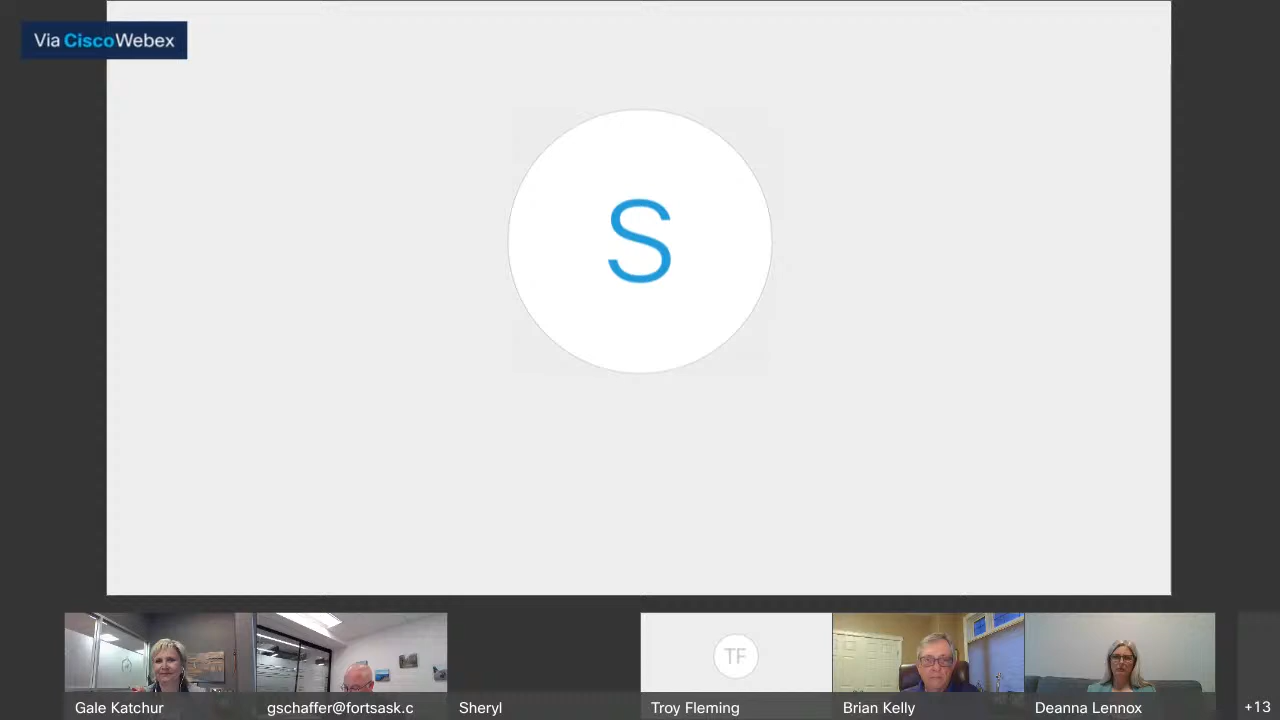 Via CiscoWebex
S
TF
Gale Katchur
gschaffer@fortsask.c
Sheryl
Troy Fleming
Brian Kelly
Deanna Lennox
+13